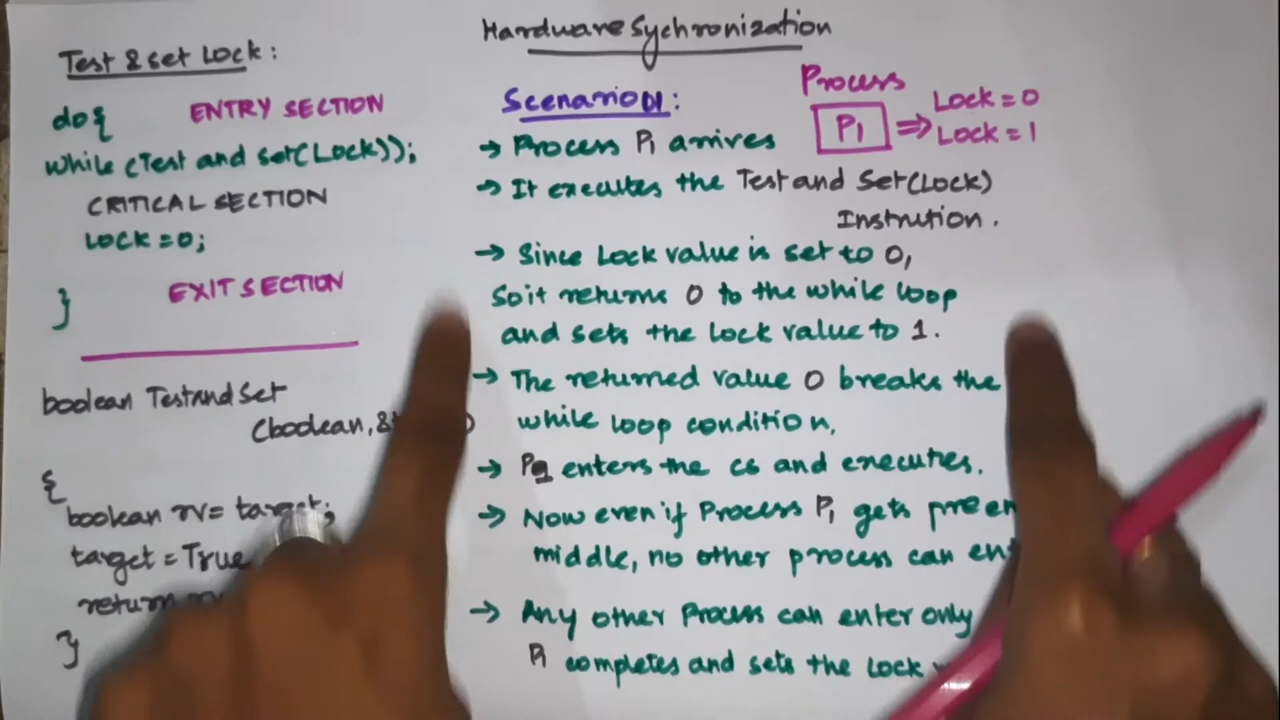 Hardware Sychronization
Test & set Lock :
do{ ENTRY SECTION
while (Test and set(Lock));
CRITICAL SECTION
LOCK = 0;
} EXIT SECTION
boolean TestandSet
(boolean, &
{
boolean rv = target;
target = True
return
}
Scenario 01 :
Process
P1 ⇒ Lock = 0
Lock = 1
→ Process P1 arrives
→ It executes the Test and Set(Lock)
Instrution.
→ Since Lock value is set to 0,
So it returns 0 to the while loop
and sets the lock value to 1.
→ The returned value 0 breaks the
while loop condition.
→ P1 enters the cs and executies.
→ Now even if Process P1 gets
middle, no other process can
→ Any other Process can enter only
P1 completes and sets the Lock